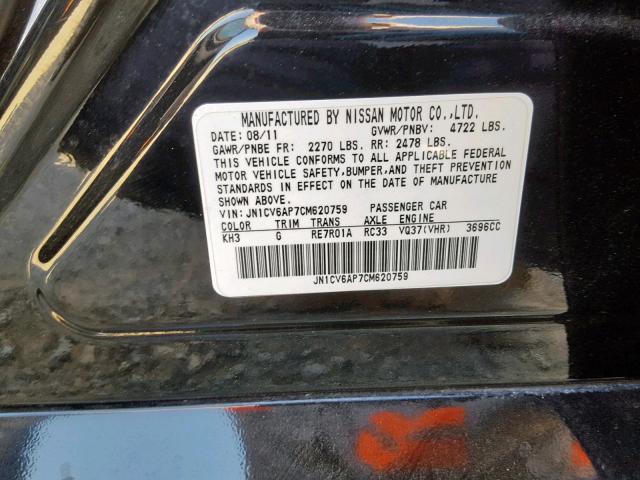 MANUFACTURED BY NISSAN MOTOR CO.,LTD.
DATE: 08/11 GVWR/PNBV: 4722 LBS.
GAWR/PNBE FR: 2270 LBS. RR: 2478 LBS.
THIS VEHICLE CONFORMS TO ALL APPLICABLE FEDERAL
MOTOR VEHICLE SAFETY,BUMPER,AND THEFT PREVENTION
STANDARDS IN EFFECT ON THE DATE OF MANUFACTURE
SHOWN ABOVE.
VIN: JN1CV6AP7CM620759 PASSENGER CAR
COLOR TRIM TRANS AXLE ENGINE
KH3 G RE7R01A RC33 VQ37(VHR) 3696CC
JN1CV6AP7CM620759